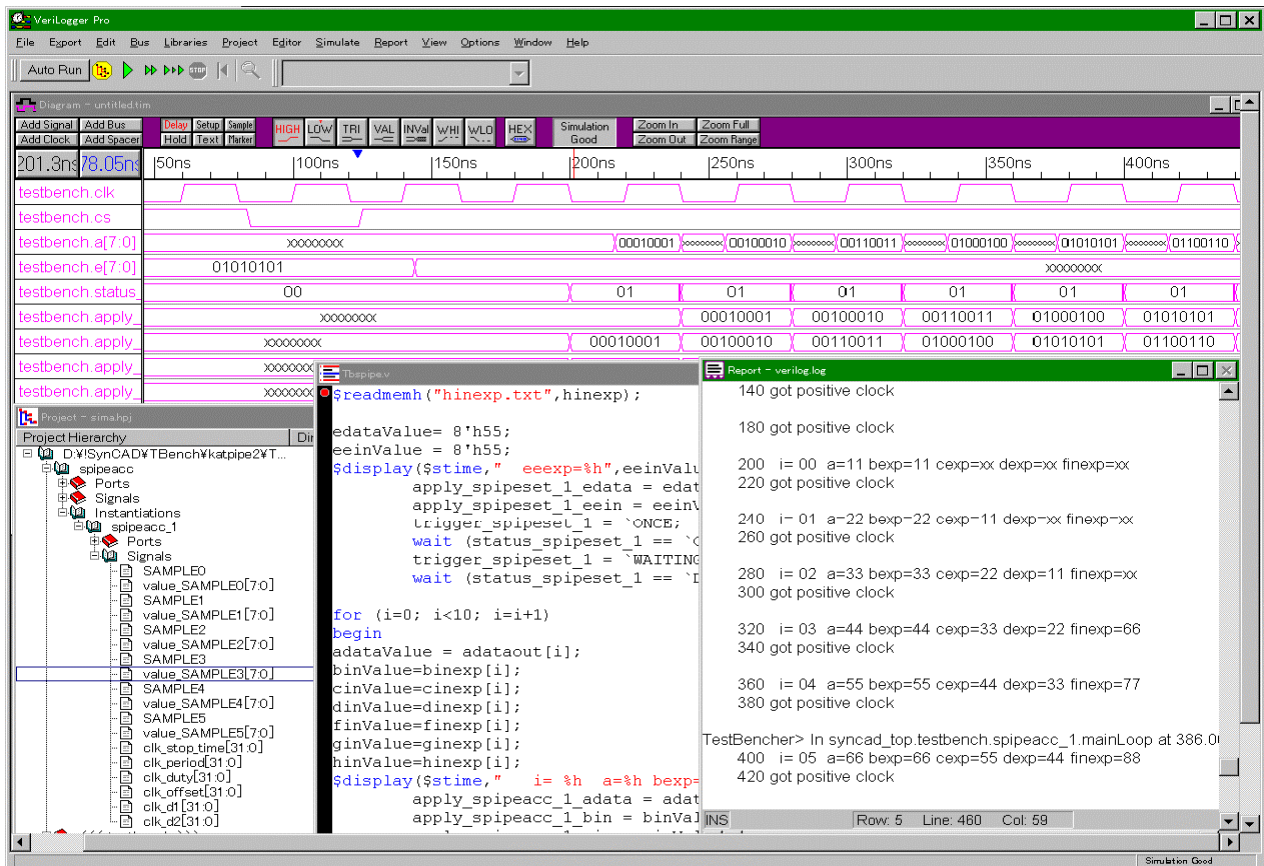 VeriLogger Pro
File Export Edit Bus Libraries Project Editor Simulate Report View Options Window Help
Auto Run STOP
Diagram - untitled.tim
Add Signal Add Bus Delay Setup Sample HIGH LOW TRI VAL INVal WHI WLO HEX Simulation Good Zoom In Zoom Full
Add Clock Add Spacer Hold Text Marker Zoom Out Zoom Range
201.3ns 78.05ns 50ns 100ns 150ns 200ns 250ns 300ns 350ns 400ns
testbench.clk
testbench.cs
testbench.a[7:0] xxxxxxxx 00010001 00100010 00110011 01000100 01010101 01100110
testbench.e[7:0] 01010101 xxxxxxxx
testbench.status_ 00 01 01 01 01 01 01
testbench.apply_ xxxxxxxx 00010001 00100010 00110011 01000100 01010101
testbench.apply_ xxxxxxxx 00010001 00100010 00110011 01000100 01010101 01100110
testbench.apply_
testbench.apply_
Project - sima.hpj
Project Hierarchy Dir
D:¥!SynCAD¥TBench¥katpipe2¥T...
spipeacc
Ports
Signals
Instantiations
spipeacc_1
Ports
Signals
SAMPLE0
value_SAMPLE0[7:0]
SAMPLE1
value_SAMPLE1[7:0]
SAMPLE2
value_SAMPLE2[7:0]
SAMPLE3
value_SAMPLE3[7:0]
SAMPLE4
value_SAMPLE4[7:0]
SAMPLE5
value_SAMPLE5[7:0]
clk_stop_time[31:0]
clk_period[31:0]
clk_duty[31:0]
clk_offset[31:0]
clk_d1[31:0]
clk_d2[31:0]
Tbspipe.v
$readmemh("hinexp.txt",hinexp);
edataValue= 8'h55;
eeinValue = 8'h55;
$display($stime," eeexp=%h",eeinValu
apply_spipeset_1_edata = edat
apply_spipeset_1_eein = eeinV
trigger_spipeset_1 = `ONCE;
wait (status_spipeset_1 == `
trigger_spipeset_1 = `WAITING
wait (status_spipeset_1 == `D
for (i=0; i<10; i=i+1)
begin
adataValue = adataout[i];
binValue=binexp[i];
cinValue=cinexp[i];
dinValue=dinexp[i];
finValue=finexp[i];
ginValue=ginexp[i];
hinValue=hinexp[i];
$display($stime," i= %h a=%h bexp=
apply_spipeacc_1_adata = adat
apply_spipeacc_1_bin = binVal
Report - verilog.log
140 got positive clock
180 got positive clock
200 i= 00 a=11 bexp=11 cexp=xx dexp=xx finexp=xx
220 got positive clock
240 i= 01 a=22 bexp=22 cexp=11 dexp=xx finexp=xx
260 got positive clock
280 i= 02 a=33 bexp=33 cexp=22 dexp=11 finexp=xx
300 got positive clock
320 i= 03 a=44 bexp=44 cexp=33 dexp=22 finexp=66
340 got positive clock
360 i= 04 a=55 bexp=55 cexp=44 dexp=33 finexp=77
380 got positive clock
TestBencher> In syncad_top.testbench.spipeacc_1.mainLoop at 386.0
400 i= 05 a=66 bexp=66 cexp=55 dexp=44 finexp=88
420 got positive clock
INS Row: 5 Line: 460 Col: 59
Simulation Good